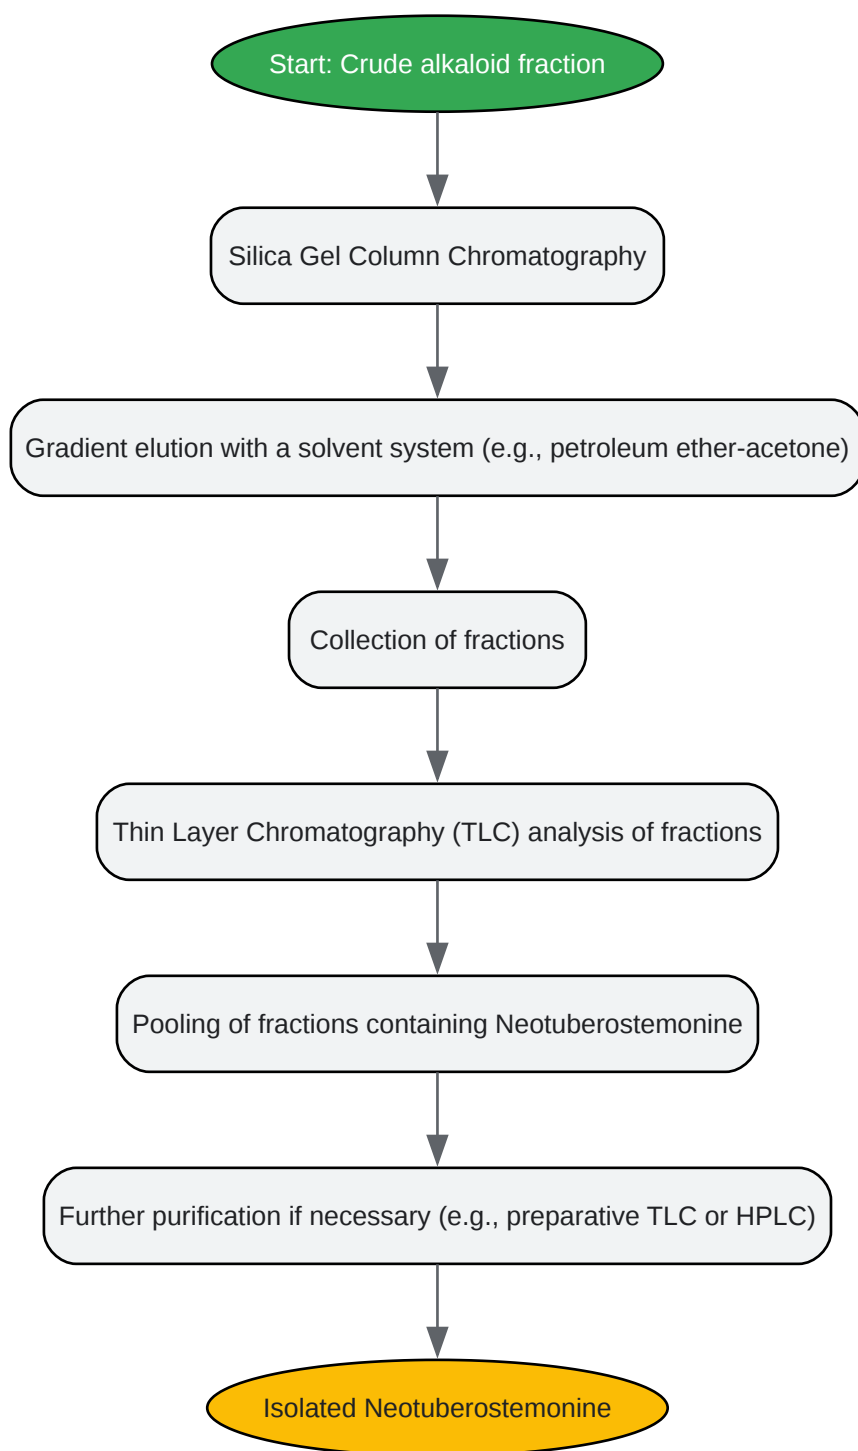 Start: Crude alkaloid fraction
Silica Gel Column Chromatography
Gradient elution with a solvent system (e.g., petroleum ether-acetone)
Collection of fractions
Thin Layer Chromatography (TLC) analysis of fractions
Pooling of fractions containing Neotuberostemonine
Further purification if necessary (e.g., preparative TLC or HPLC)
Isolated Neotuberostemonine